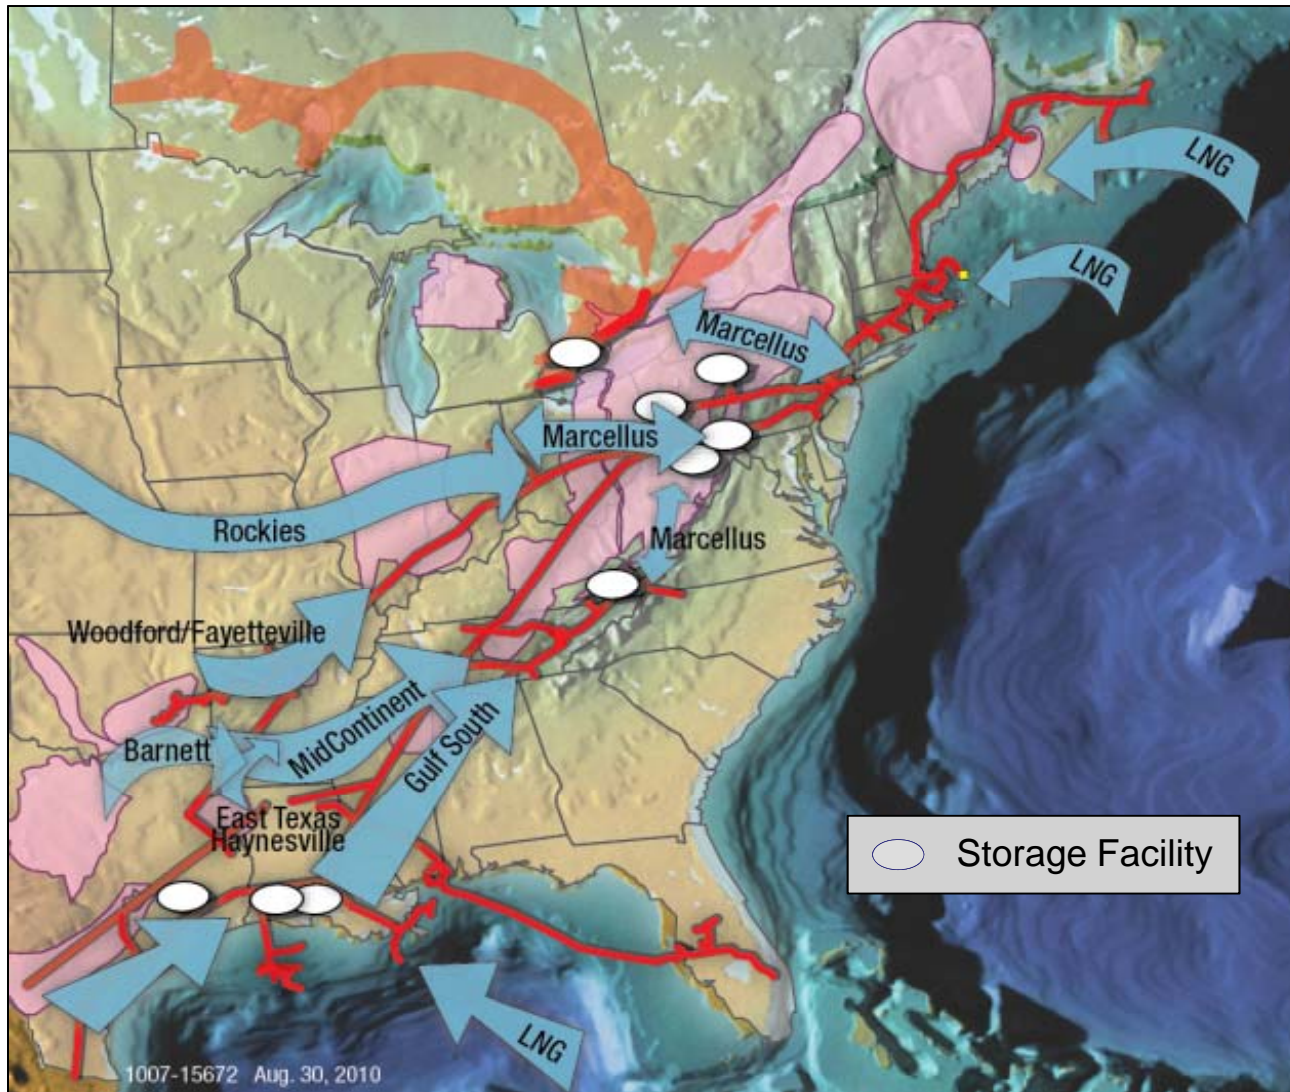 LNG
LNG
Marcellus
Marcellus
Rockies
Marcellus
Woodford/Fayetteville
MidContinent
Barnett
Gulf South
East Texas
Haynesville
Storage Facility
LNG
1007-15672 Aug. 30, 2010